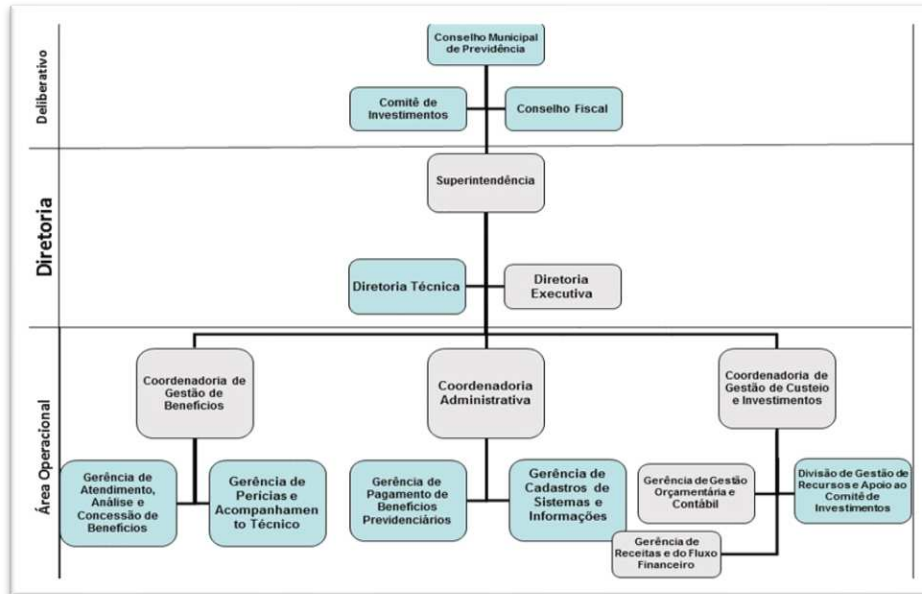 Deliberativo
Conselho Municipal
de Previdência
Comitê de
Investimentos
Conselho Fiscal
Diretoria
Superintendência
Diretoria Técnica
Diretoria
Executiva
Área Operacional
Coordenadoria de
Gestão de
Benefícios
Coordenadoria
Administrativa
Coordenadoria de
Gestão de Custeio
e Investimentos
Gerência de
Atendimento,
Análise e
Concessão de
Benefícios
Gerência de
Perícias e
Acompanhamen
to Técnico
Gerência de
Pagamento de
Benefícios
Previdenciários
Gerência de
Cadastros de
Sistemas e
Informações
Gerência de Gestão
Orçamentária e
Contábil
Divisão de Gestão de
Recursos e Apoio ao
Comitê de
Investimentos
Gerência de
Receitas e do Fluxo
Financeiro